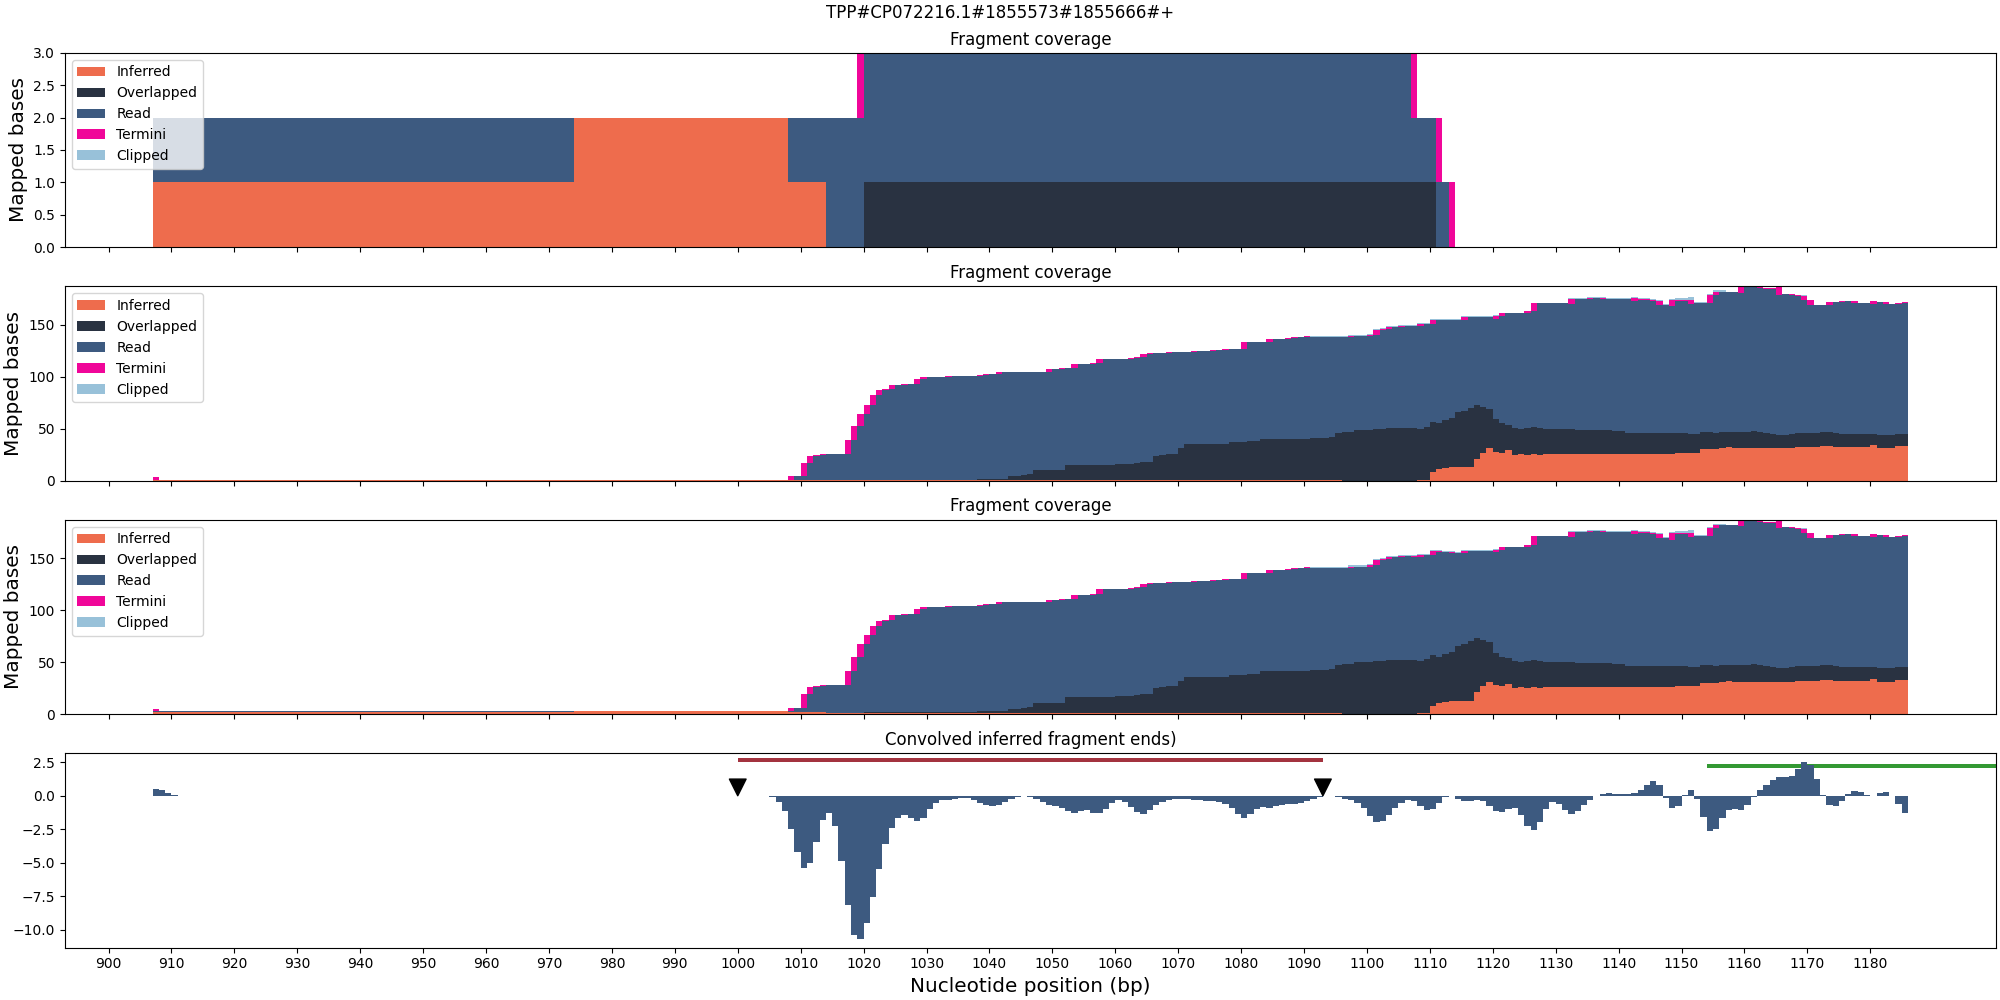 TPP#CP072216.1#1855573#1855666#+
Fragment coverage
Mapped bases
3.0
2.5
2.0
1.5
1.0
0.5
0.0
Inferred
Overlapped
Read
Termini
Clipped
Fragment coverage
Mapped bases
150
100
50
0
Inferred
Overlapped
Read
Termini
Clipped
Fragment coverage
Mapped bases
150
100
50
0
Inferred
Overlapped
Read
Termini
Clipped
Convolved inferred fragment ends)
2.5
0.0
−2.5
−5.0
−7.5
−10.0
900 910 920 930 940 950 960 970 980 990 1000 1010 1020 1030 1040 1050 1060 1070 1080 1090 1100 1110 1120 1130 1140 1150 1160 1170 1180
Nucleotide position (bp)